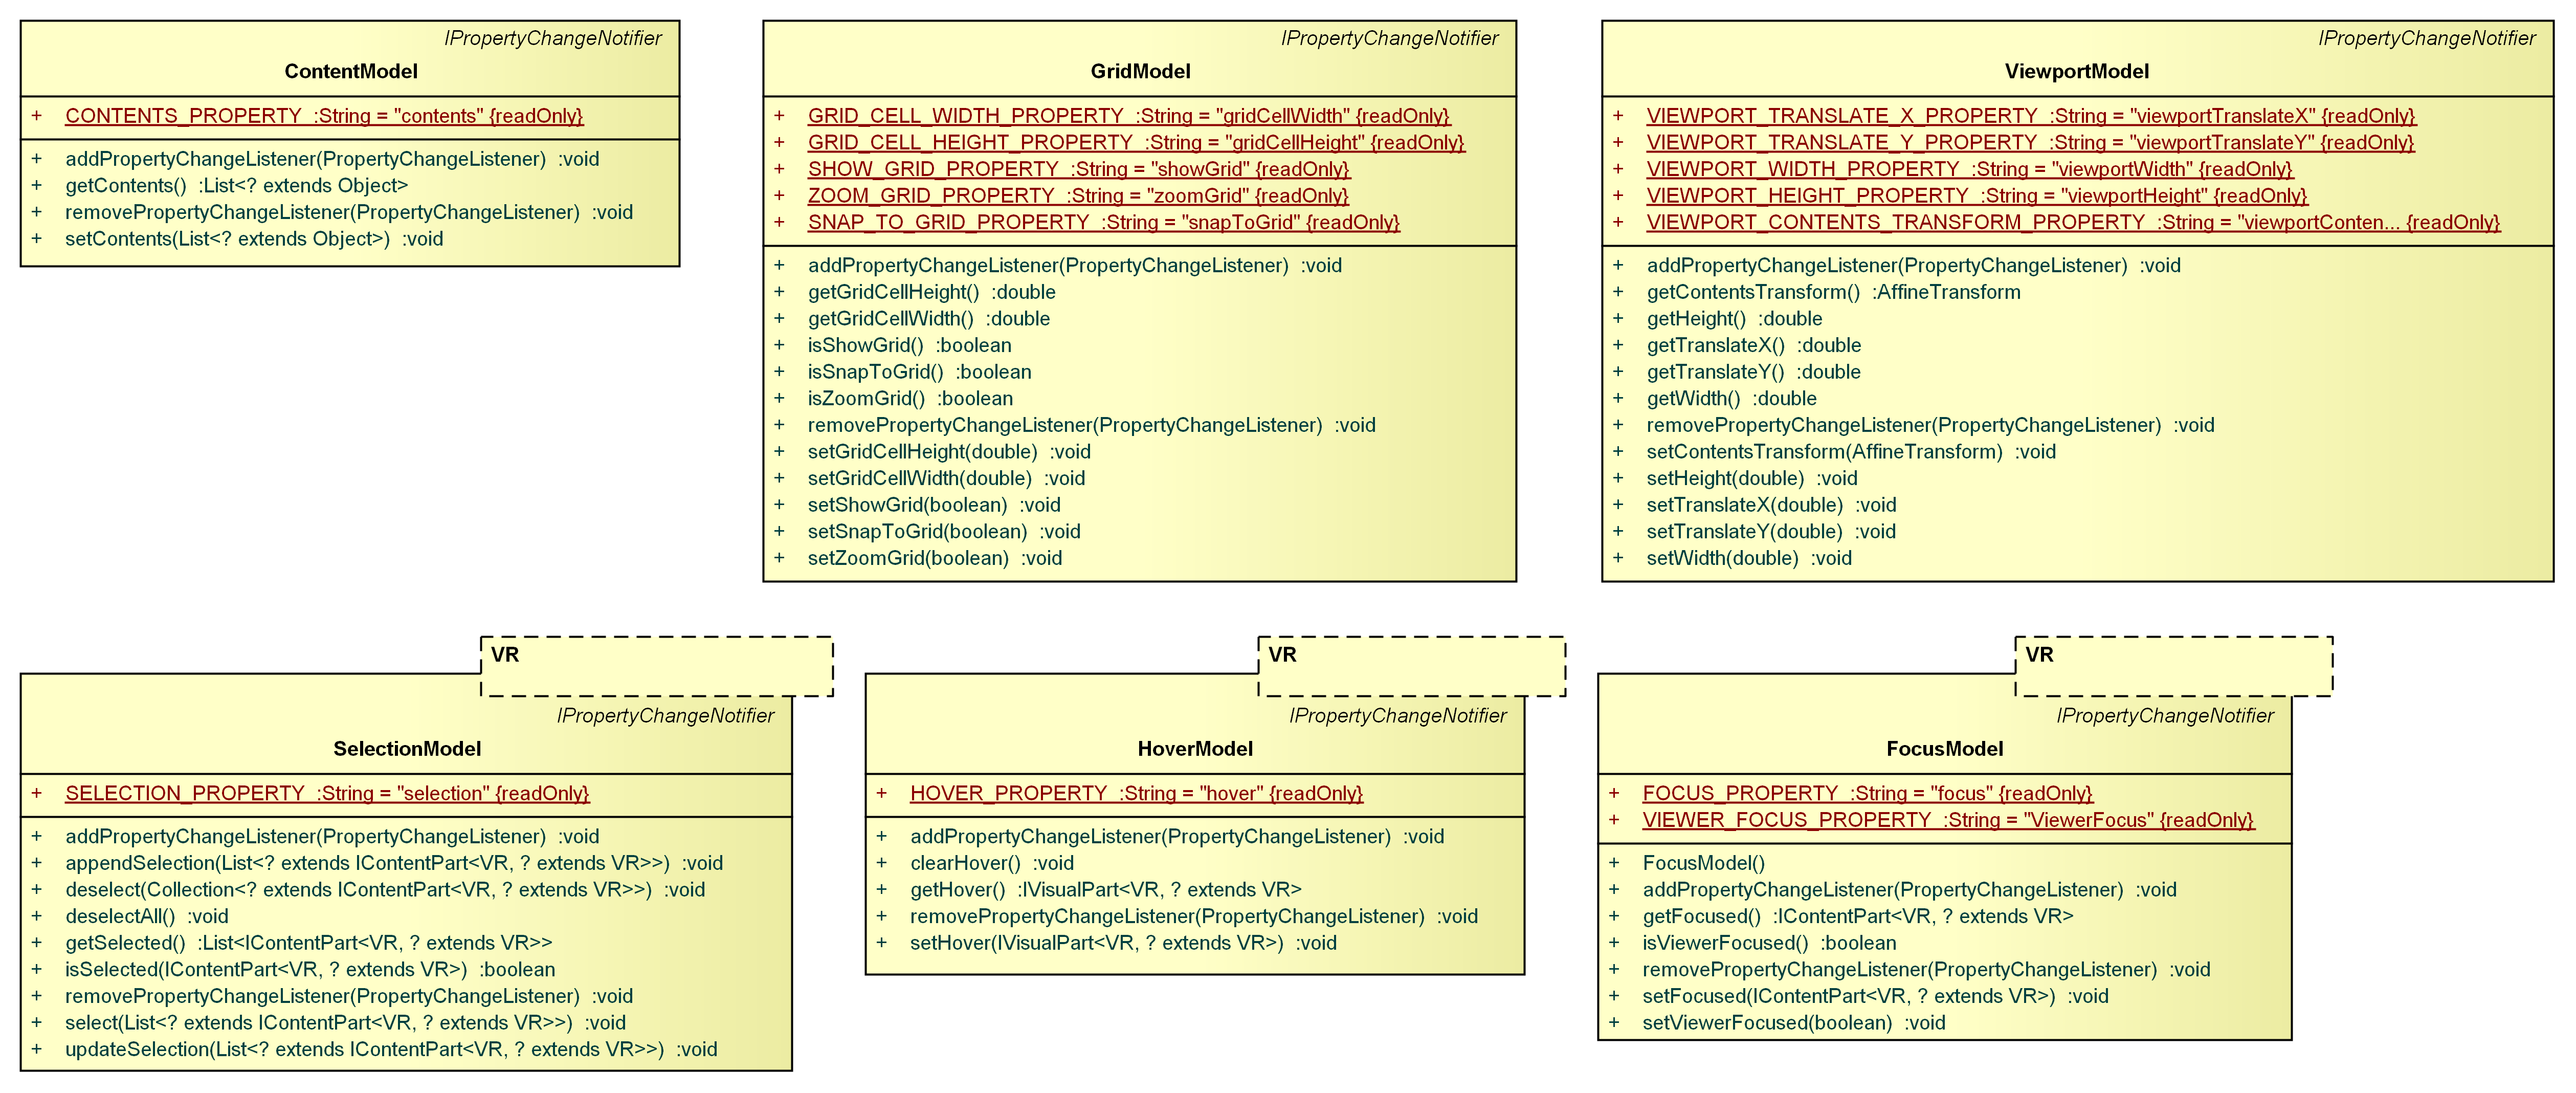 IPropertyChangeNotifier
ContentModel
+ CONTENTS_PROPERTY :String = "contents" {readOnly}
+ addPropertyChangeListener(PropertyChangeListener) :void
+ getContents() :List<? extends Object>
+ removePropertyChangeListener(PropertyChangeListener) :void
+ setContents(List<? extends Object>) :void
IPropertyChangeNotifier
GridModel
+ GRID_CELL_WIDTH_PROPERTY :String = "gridCellWidth" {readOnly}
+ GRID_CELL_HEIGHT_PROPERTY :String = "gridCellHeight" {readOnly}
+ SHOW_GRID_PROPERTY :String = "showGrid" {readOnly}
+ ZOOM_GRID_PROPERTY :String = "zoomGrid" {readOnly}
+ SNAP_TO_GRID_PROPERTY :String = "snapToGrid" {readOnly}
+ addPropertyChangeListener(PropertyChangeListener) :void
+ getGridCellHeight() :double
+ getGridCellWidth() :double
+ isShowGrid() :boolean
+ isSnapToGrid() :boolean
+ isZoomGrid() :boolean
+ removePropertyChangeListener(PropertyChangeListener) :void
+ setGridCellHeight(double) :void
+ setGridCellWidth(double) :void
+ setShowGrid(boolean) :void
+ setSnapToGrid(boolean) :void
+ setZoomGrid(boolean) :void
IPropertyChangeNotifier
ViewportModel
+ VIEWPORT_TRANSLATE_X_PROPERTY :String = "viewportTranslateX" {readOnly}
+ VIEWPORT_TRANSLATE_Y_PROPERTY :String = "viewportTranslateY" {readOnly}
+ VIEWPORT_WIDTH_PROPERTY :String = "viewportWidth" {readOnly}
+ VIEWPORT_HEIGHT_PROPERTY :String = "viewportHeight" {readOnly}
+ VIEWPORT_CONTENTS_TRANSFORM_PROPERTY :String = "viewportConten... {readOnly}
+ addPropertyChangeListener(PropertyChangeListener) :void
+ getContentsTransform() :AffineTransform
+ getHeight() :double
+ getTranslateX() :double
+ getTranslateY() :double
+ getWidth() :double
+ removePropertyChangeListener(PropertyChangeListener) :void
+ setContentsTransform(AffineTransform) :void
+ setHeight(double) :void
+ setTranslateX(double) :void
+ setTranslateY(double) :void
+ setWidth(double) :void
VR
IPropertyChangeNotifier
SelectionModel
+ SELECTION_PROPERTY :String = "selection" {readOnly}
+ addPropertyChangeListener(PropertyChangeListener) :void
+ appendSelection(List<? extends IContentPart<VR, ? extends VR>>) :void
+ deselect(Collection<? extends IContentPart<VR, ? extends VR>>) :void
+ deselectAll() :void
+ getSelected() :List<IContentPart<VR, ? extends VR>>
+ isSelected(IContentPart<VR, ? extends VR>) :boolean
+ removePropertyChangeListener(PropertyChangeListener) :void
+ select(List<? extends IContentPart<VR, ? extends VR>>) :void
+ updateSelection(List<? extends IContentPart<VR, ? extends VR>>) :void
VR
IPropertyChangeNotifier
HoverModel
+ HOVER_PROPERTY :String = "hover" {readOnly}
+ addPropertyChangeListener(PropertyChangeListener) :void
+ clearHover() :void
+ getHover() :IVisualPart<VR, ? extends VR>
+ removePropertyChangeListener(PropertyChangeListener) :void
+ setHover(IVisualPart<VR, ? extends VR>) :void
VR
IPropertyChangeNotifier
FocusModel
+ FOCUS_PROPERTY :String = "focus" {readOnly}
+ VIEWER_FOCUS_PROPERTY :String = "ViewerFocus" {readOnly}
+ FocusModel()
+ addPropertyChangeListener(PropertyChangeListener) :void
+ getFocused() :IContentPart<VR, ? extends VR>
+ isViewerFocused() :boolean
+ removePropertyChangeListener(PropertyChangeListener) :void
+ setFocused(IContentPart<VR, ? extends VR>) :void
+ setViewerFocused(boolean) :void